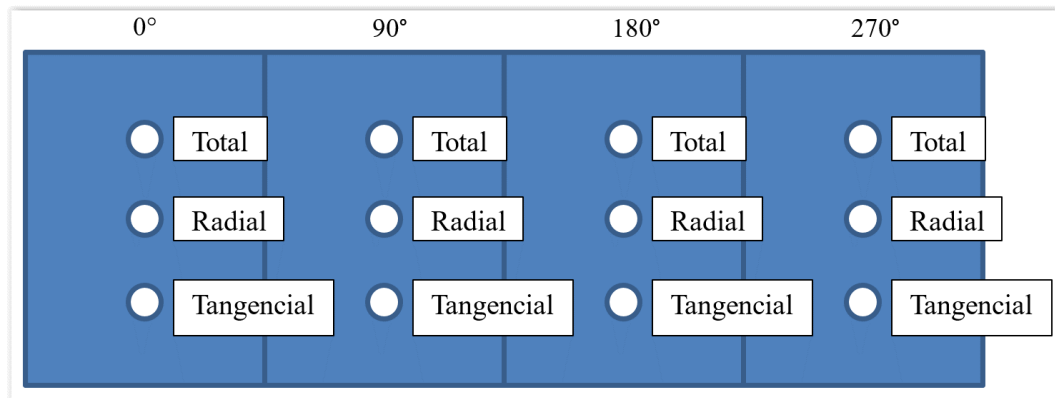 0° 90° 180° 270°
Total Total Total Total
Radial Radial Radial Radial
Tangencial Tangencial Tangencial Tangencial